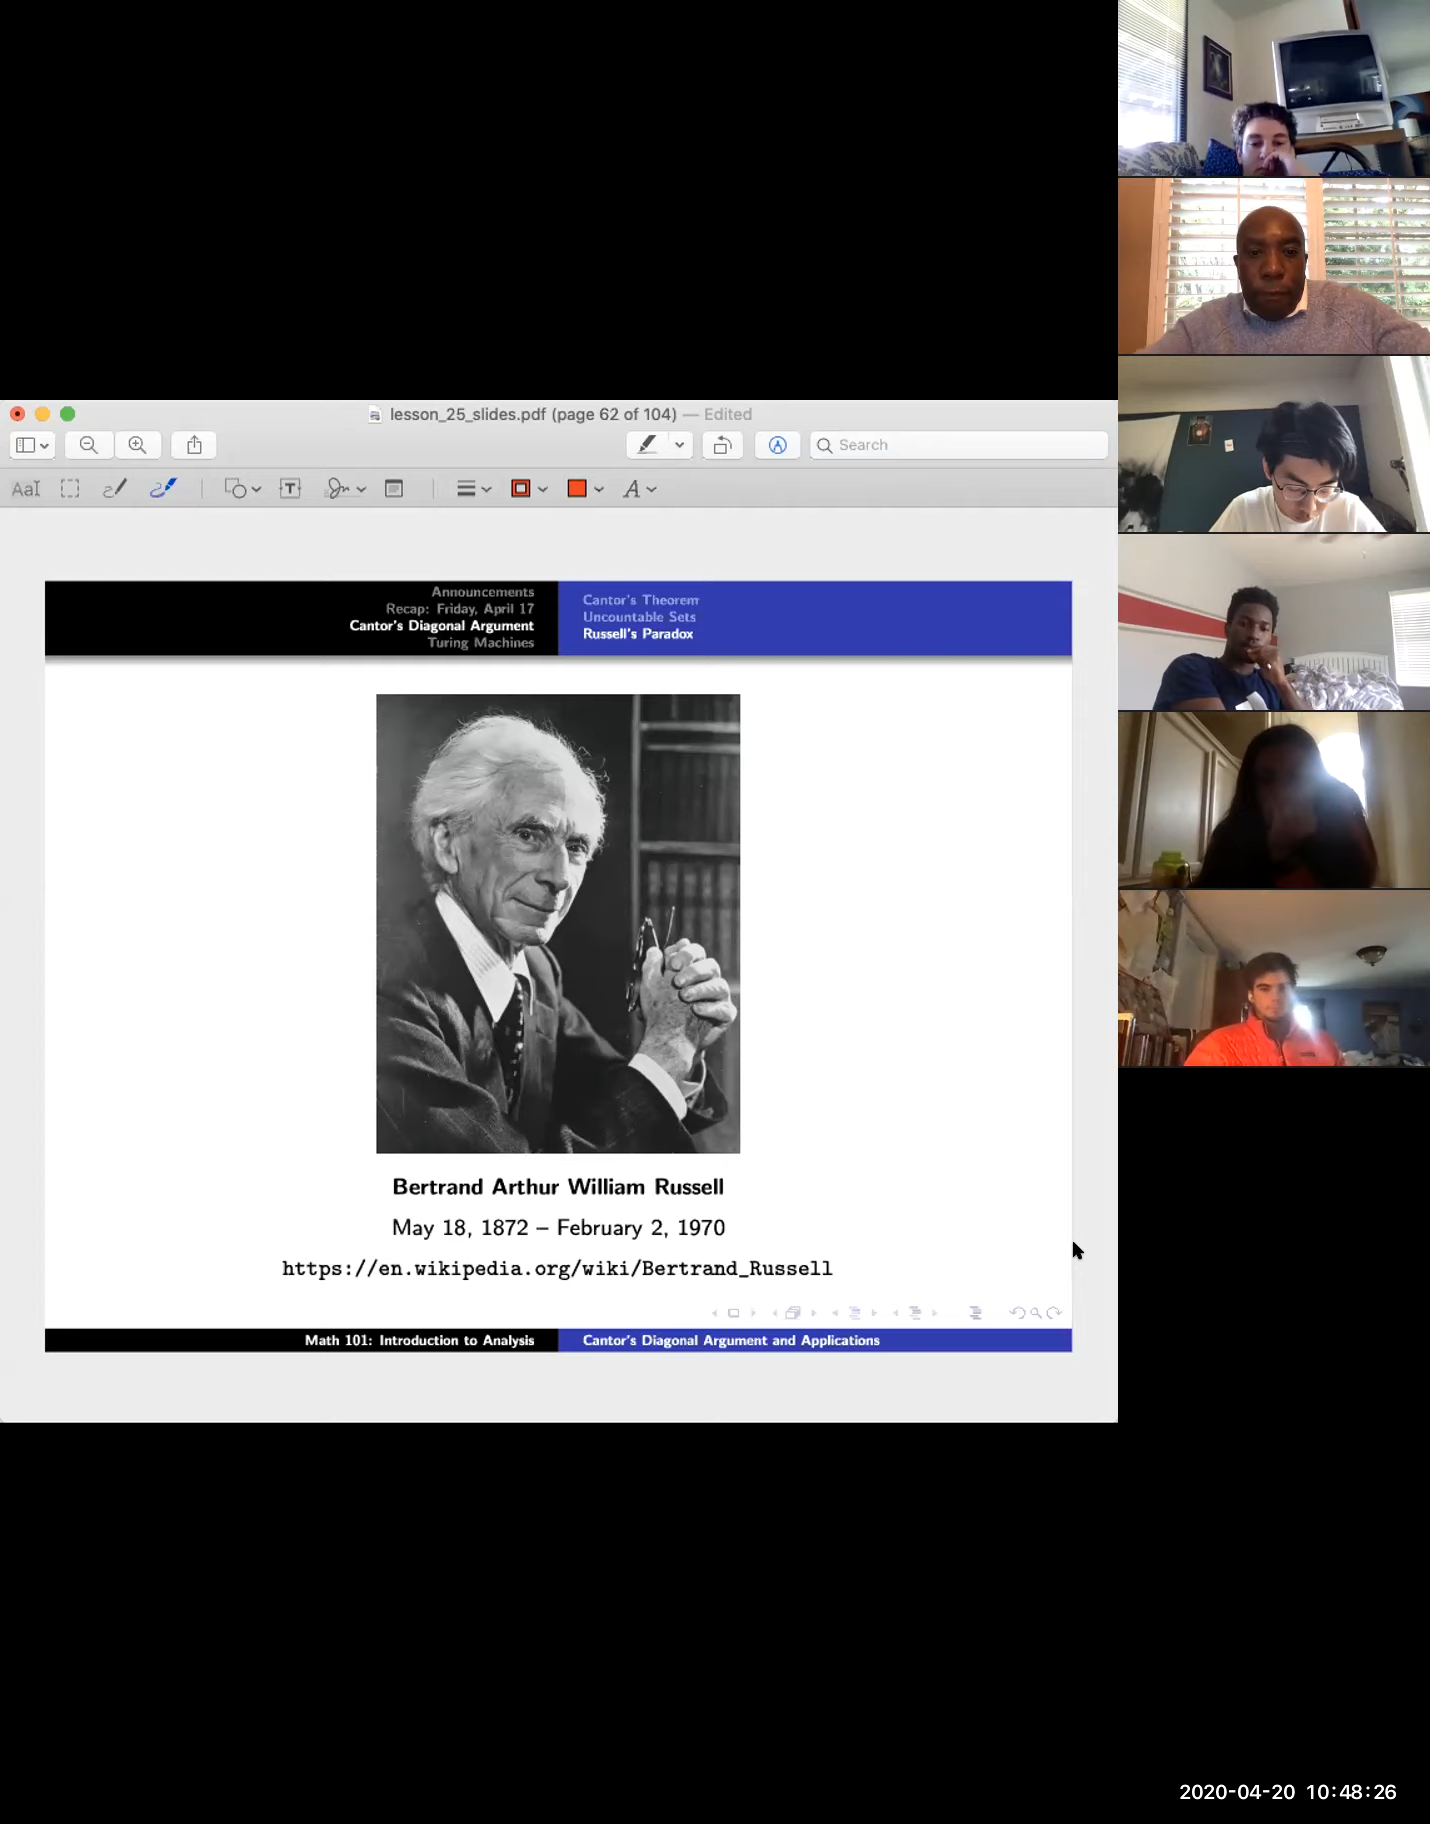 lesson_25_slides.pdf (page 62 of 104) — Edited
Search
AaI
T
A
Announcements
Recap: Friday, April 17
Cantor's Diagonal Argument
Turing Machines
Cantor's Theorem
Uncountable Sets
Russell's Paradox
Bertrand Arthur William Russell
May 18, 1872 – February 2, 1970
https://en.wikipedia.org/wiki/Bertrand_Russell
Math 101: Introduction to Analysis
Cantor's Diagonal Argument and Applications
2020-04-20 10:48:26